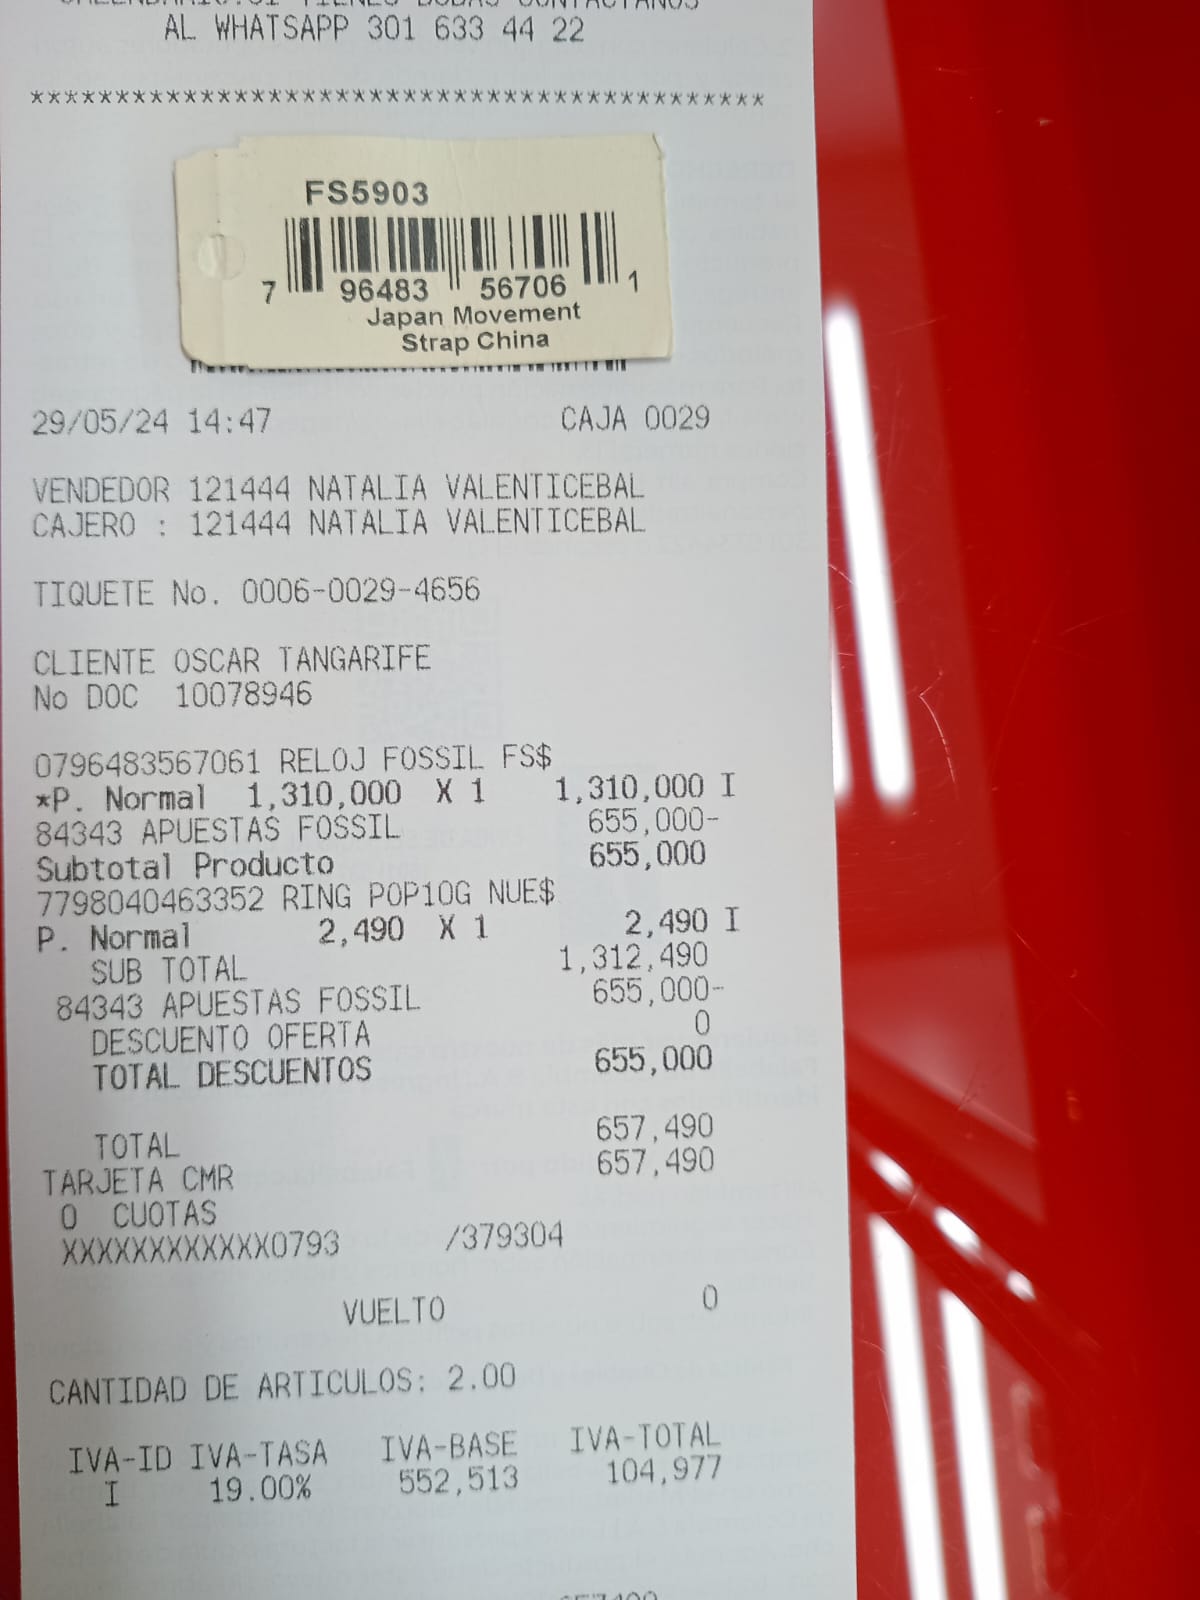 AL WHATSAPP 301 633 44 22
*******************************************
FS5903
7 96483 56706 1
Japan Movement
Strap China
29/05/24 14:47 CAJA 0029
VENDEDOR 121444 NATALIA VALENTICEBAL
CAJERO : 121444 NATALIA VALENTICEBAL
TIQUETE No. 0006-0029-4656
CLIENTE OSCAR TANGARIFE
No DOC 10078946
0796483567061 RELOJ FOSSIL FS$
*P. Normal 1,310,000 X 1 1,310,000 I
84343 APUESTAS FOSSIL 655,000-
Subtotal Producto 655,000
7798040463352 RING POP10G NUE$
P. Normal 2,490 X 1 2,490 I
SUB TOTAL 1,312,490
84343 APUESTAS FOSSIL 655,000-
DESCUENTO OFERTA 0
TOTAL DESCUENTOS 655,000
TOTAL 657,490
TARJETA CMR 657,490
0 CUOTAS
XXXXXXXXXXXX0793 /379304
VUELTO 0
CANTIDAD DE ARTICULOS: 2.00
IVA-ID IVA-TASA IVA-BASE IVA-TOTAL
I 19.00% 552,513 104,977